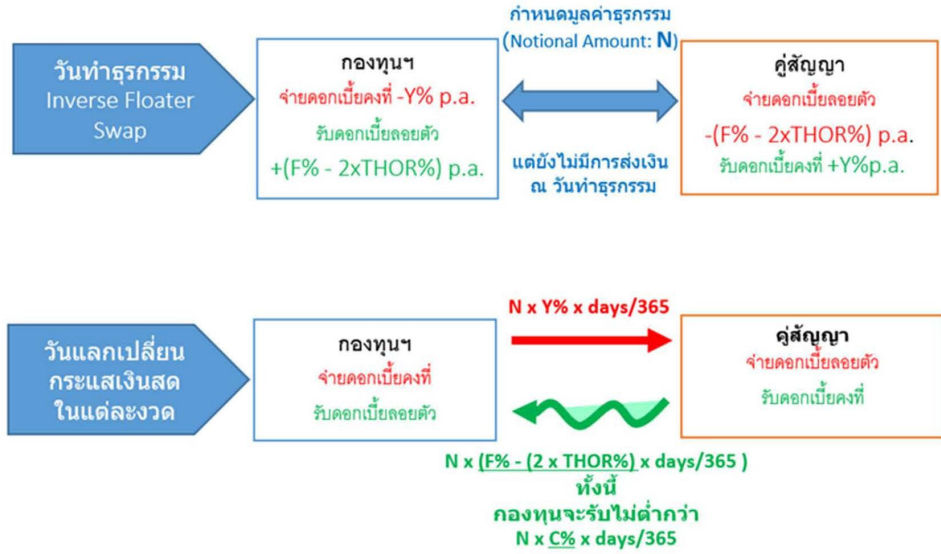 วันทำธุรกรรม
Inverse Floater
Swap
กองทุนฯ
จ่ายดอกเบี้ยคงที่ -Y% p.a.
รับดอกเบี้ยลอยตัว
+(F% - 2xTHOR%) p.a.
กำหนดมูลค่าธุรกรรม
(Notional Amount: N)
แต่ยังไม่มีการส่งเงิน
ณ วันทำธุรกรรม
คู่สัญญา
จ่ายดอกเบี้ยลอยตัว
-(F% - 2xTHOR%) p.a.
รับดอกเบี้ยคงที่ +Y%p.a.
วันแลกเปลี่ยน
กระแสเงินสด
ในแต่ละงวด
กองทุนฯ
จ่ายดอกเบี้ยคงที่
รับดอกเบี้ยลอยตัว
N x Y% x days/365
N x (F% - (2 x THOR%) x days/365 )
ทั้งนี้
กองทุนจะรับไม่ต่ำกว่า
N x C% x days/365
คู่สัญญา
จ่ายดอกเบี้ยลอยตัว
รับดอกเบี้ยคงที่